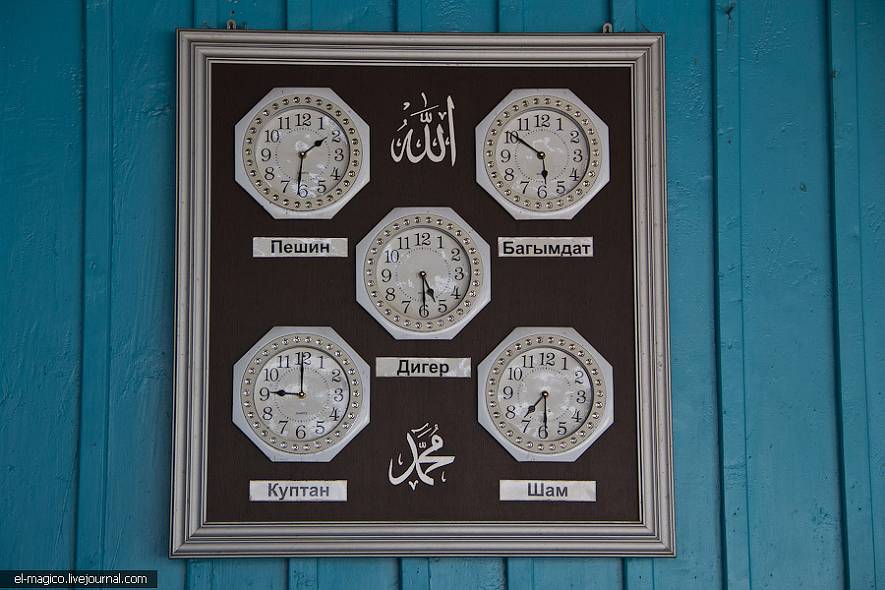 الله
Пешин
Багымдат
Дигер
محمد
Куптан
Шам
el-magico.livejournal.com